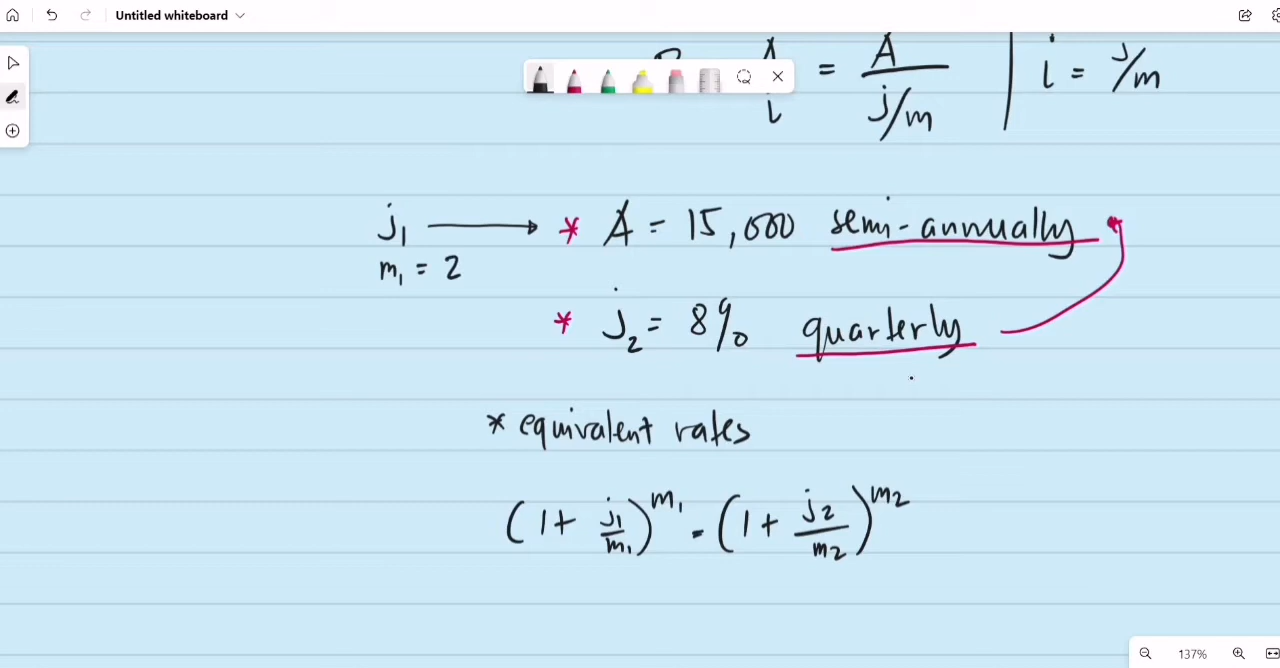 Untitled whiteboard
= A / (j/m) | i = j/m
i
j₁ → * A = 15,000 semi-annually
m₁ = 2
* j₂ = 8% quarterly
* equivalent rates
(1 + j₁/m₁)^m₁ = (1 + j₂/m₂)^m₂
137%